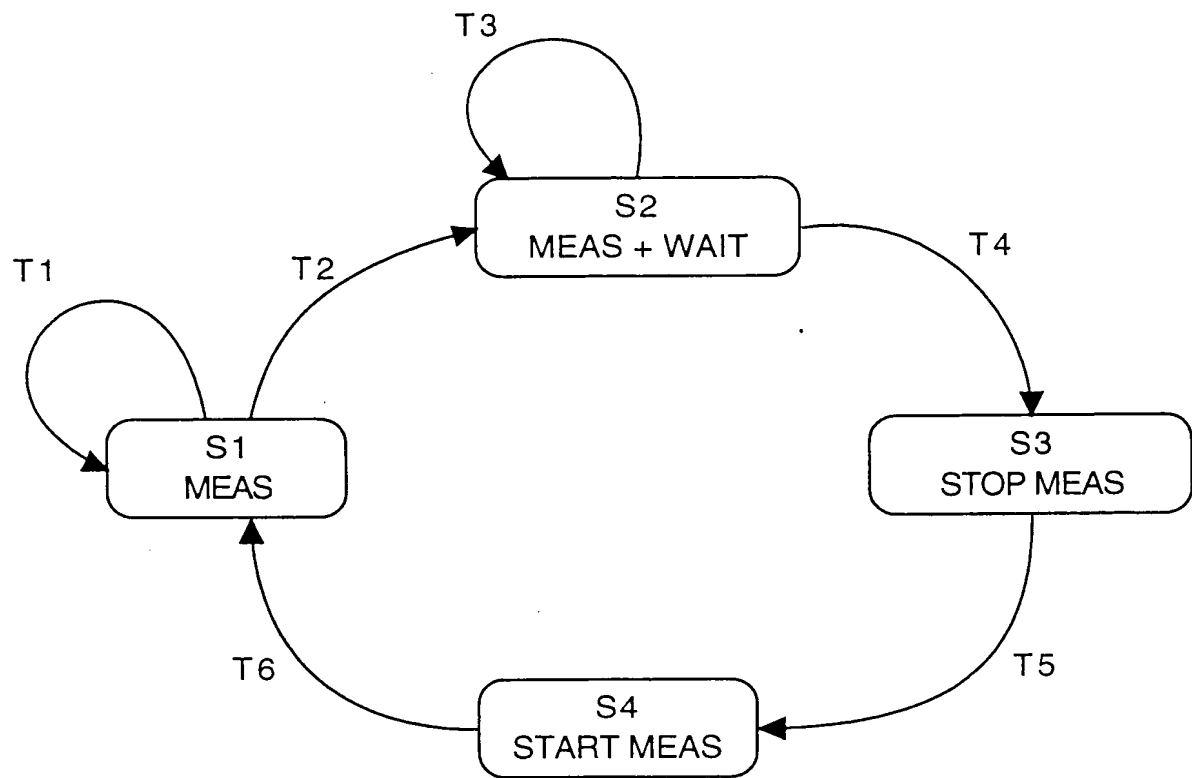 T3
S2
MEAS + WAIT
T4
T1
T2
S1
MEAS
S3
STOP MEAS
T6
T5
S4
START MEAS